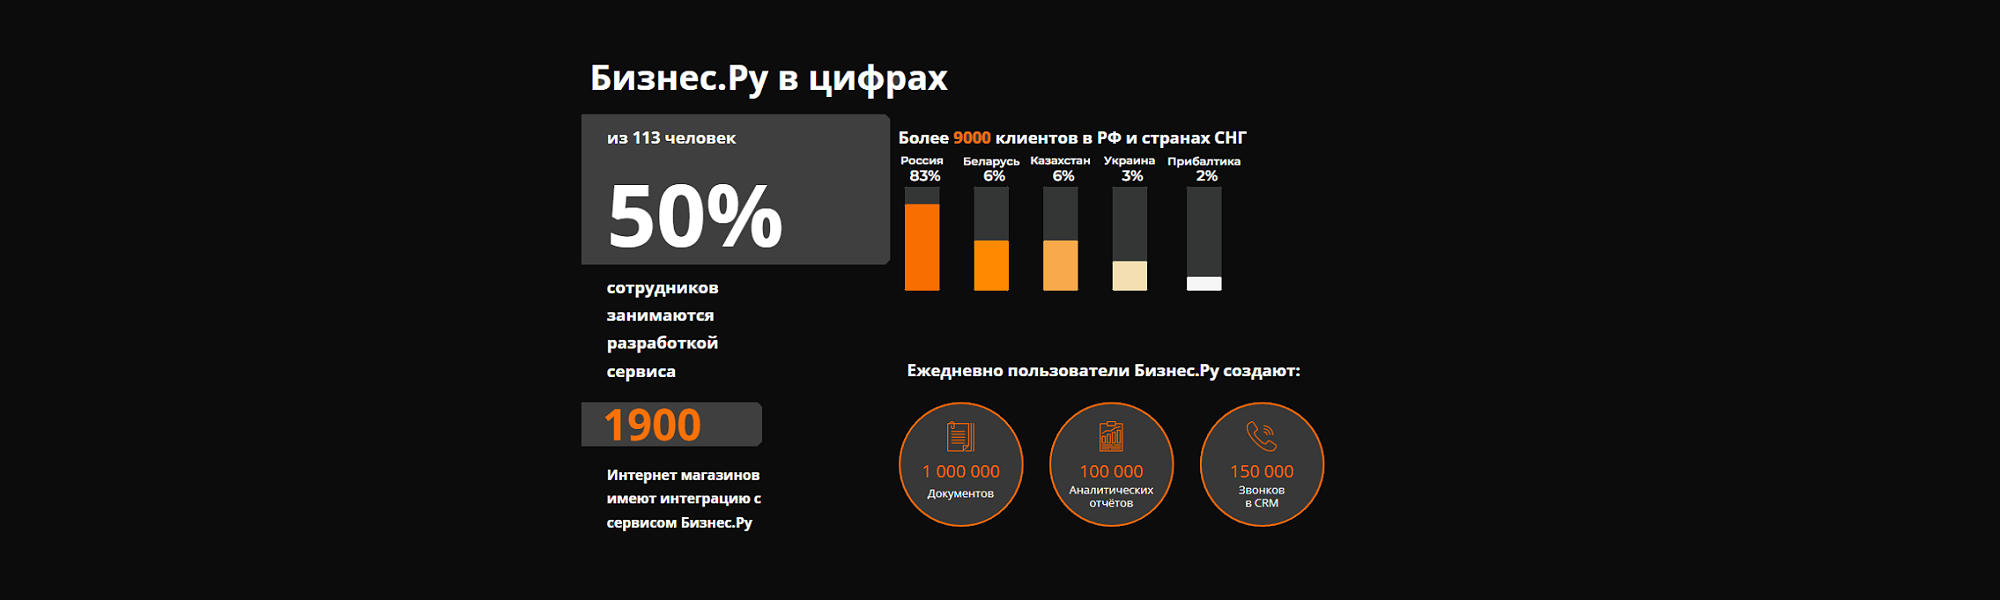 Бизнес.Ру в цифрах
из 113 человек
50%
сотрудников
занимаются
разработкой
сервиса
1900
Интернет магазинов
имеют интеграцию с
сервисом Бизнес.Ру
Более 9000 клиентов в РФ и странах СНГ
Россия Беларусь Казахстан Украина Прибалтика
83% 6% 6% 3% 2%
Ежедневно пользователи Бизнес.Ру создают:
1 000 000
Документов
100 000
Аналитических
отчётов
150 000
Звонков
в CRM